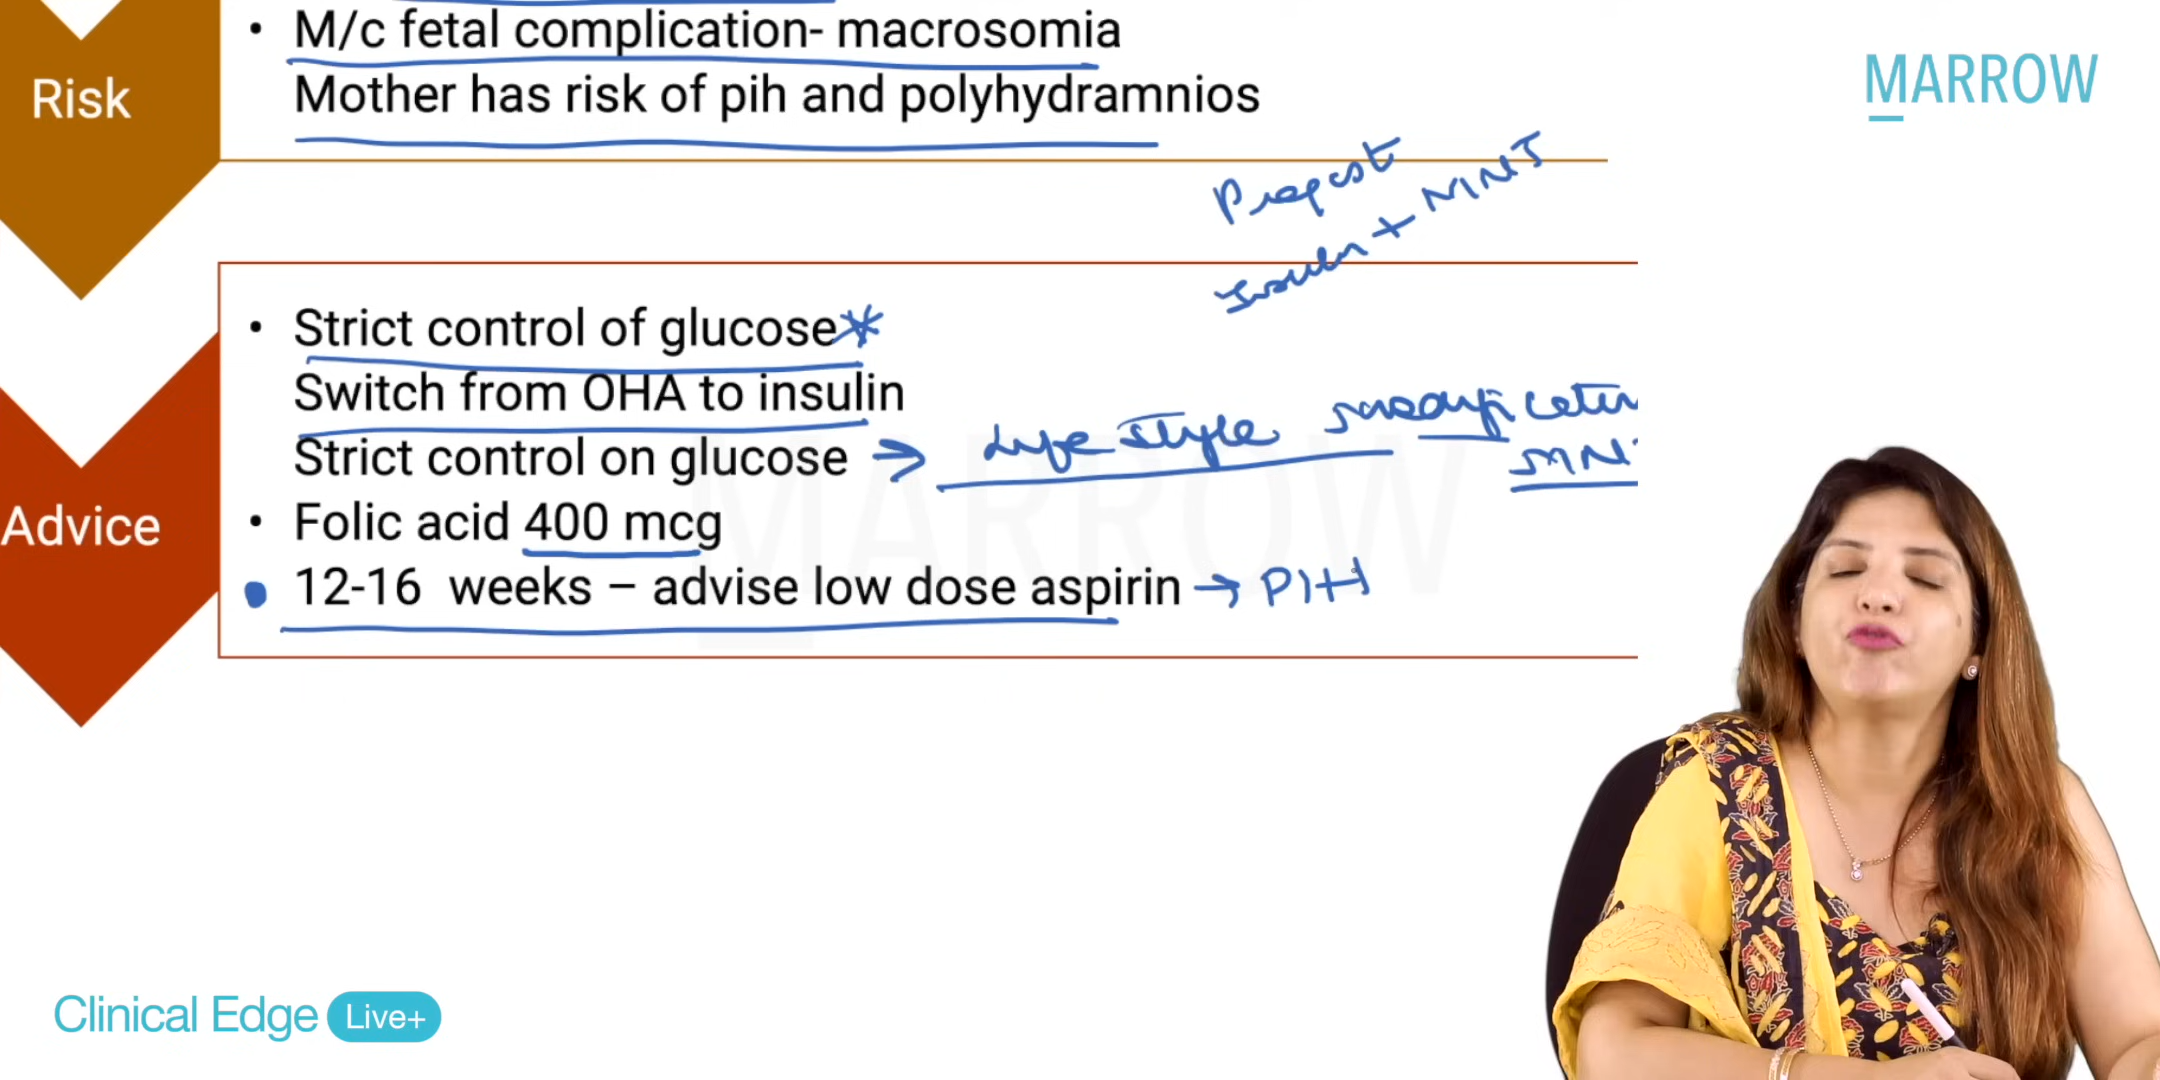 M/c fetal complication- macrosomia
MARROW
Risk
Mother has risk of pih and polyhydramnios
Pregest
Insulin + MNT
Strict control of glucose*
Switch from OHA to insulin
Strict control on glucose → Life style modification
MNT
Advice
Folic acid 400 mcg
12-16 weeks – advise low dose aspirin → PIH
MARROW
Clinical Edge Live+